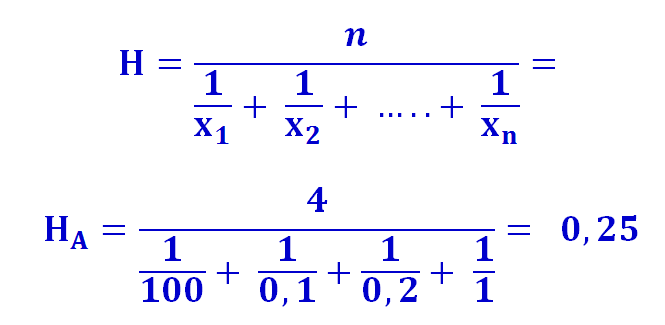 n
H = ――――――――――――― =
1/x₁ + 1/x₂ + ….. + 1/xₙ
4
H_A = ――――――――――――― = 0,25
1/100 + 1/0,1 + 1/0,2 + 1/1